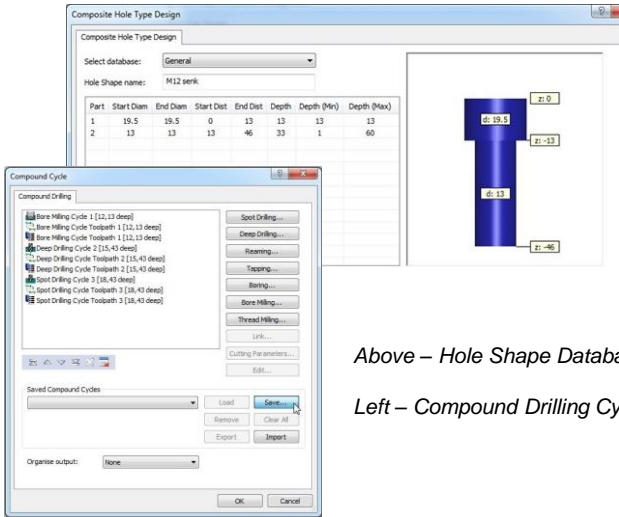 Composite Hole Type Design
Composite Hole Type Design
Select database: General
Hole Shape name: M12 senk
Part Start Diam End Diam Start Dist End Dist Depth Depth (Min) Depth (Max)
1 19.5 19.5 0 13 13 13 13
2 13 13 13 46 33 1 60
z: 0
d: 19.5
z: -13
d: 13
z: -46
Compound Cycle
Compound Drilling
Bore Milling Cycle 1 [12,13 deep]
Bore Milling Cycle Toolpath 1 [12,13 deep]
Bore Milling Cycle Toolpath 1 [12,13 deep]
Deep Drilling Cycle 2 [15,43 deep]
Deep Drilling Cycle Toolpath 2 [15,43 deep]
Deep Drilling Cycle Toolpath 2 [15,43 deep]
Spot Drilling Cycle 3 [18,43 deep]
Spot Drilling Cycle Toolpath 3 [18,43 deep]
Spot Drilling Cycle Toolpath 3 [18,43 deep]
Spot Drilling...
Deep Drilling...
Reaming...
Tapping...
Boring...
Bore Milling...
Thread Milling...
Link...
Cutting Parameters...
Edit...
Saved Compound Cycles
Load Save...
Remove Clear All
Export Import
Organise output: None
OK Cancel
Above – Hole Shape Databa
Left – Compound Drilling Cy